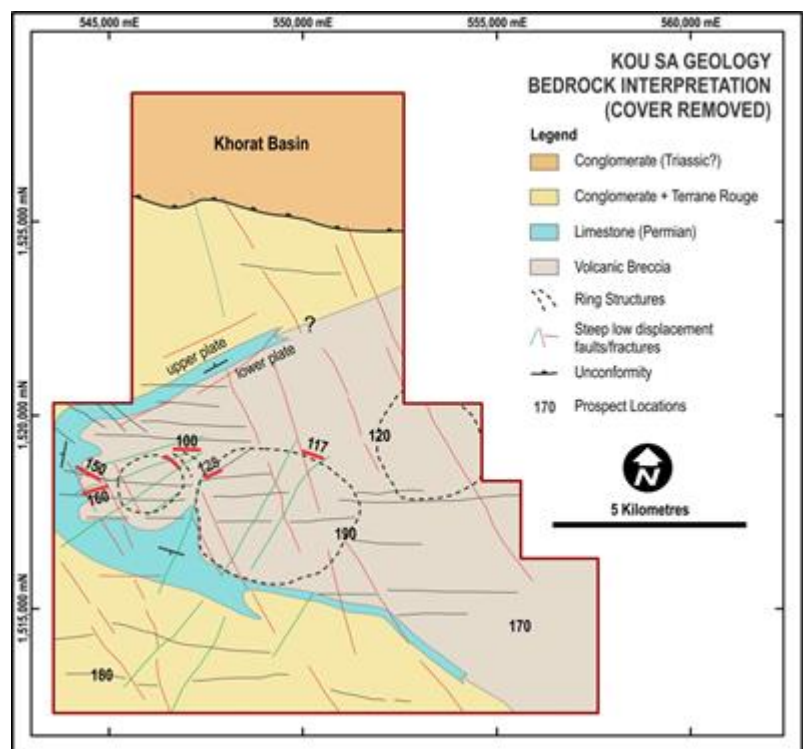 545,000 mE
550,000 mE
555,000 mE
560,000 mE
KOU SA GEOLOGY
BEDROCK INTERPRETATION
(COVER REMOVED)
Legend
Conglomerate (Triassic?)
Conglomerate + Terrane Rouge
Limestone (Permian)
Volcanic Breccia
Ring Structures
Steep low displacement
faults/fractures
Unconformity
170 Prospect Locations
N
5 Kilometres
Khorat Basin
1,525,000 mN
?
upper plate
lower plate
1,520,000 mN
100
117
120
150
128
160
190
1,515,000 mN
170
180